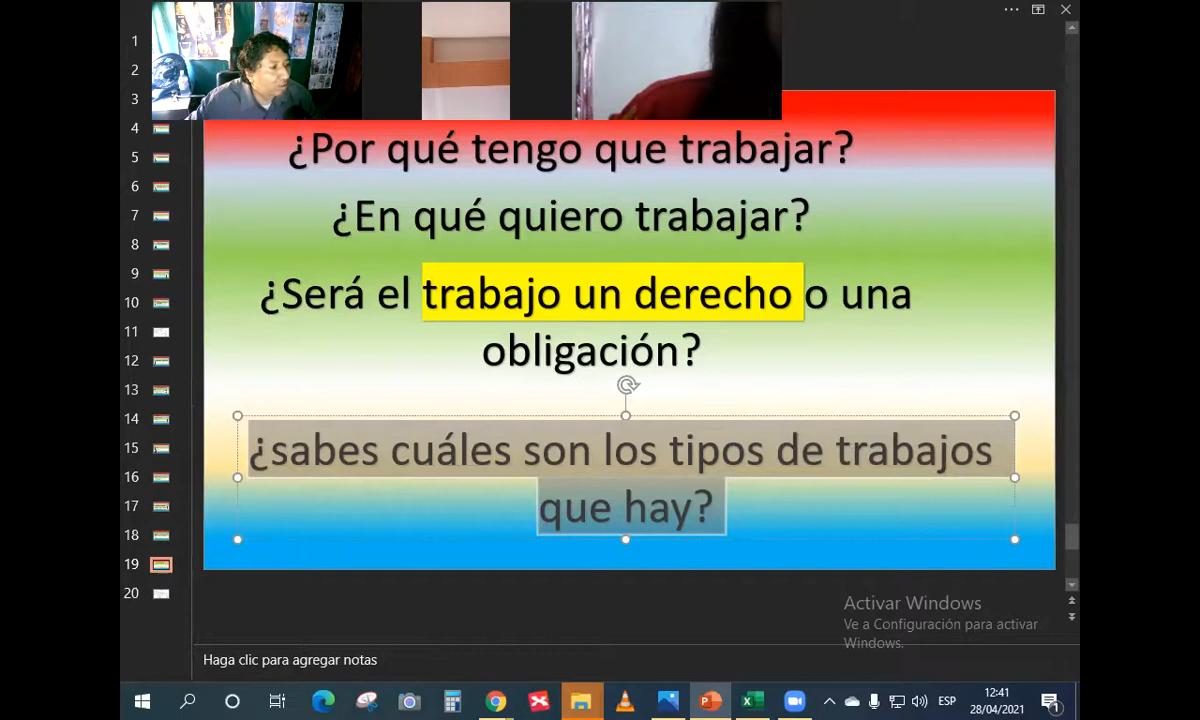 1
2
3
4
5
6
7
8
9
10
11
12
13
14
15
16
17
18
19
20
¿Por qué tengo que trabajar?
¿En qué quiero trabajar?
¿Será el trabajo un derecho o una
obligación?
¿sabes cuáles son los tipos de trabajos
que hay?
Activar Windows
Ve a Configuración para activar
Windows.
Haga clic para agregar notas
ESP
12:41
28/04/2021
1